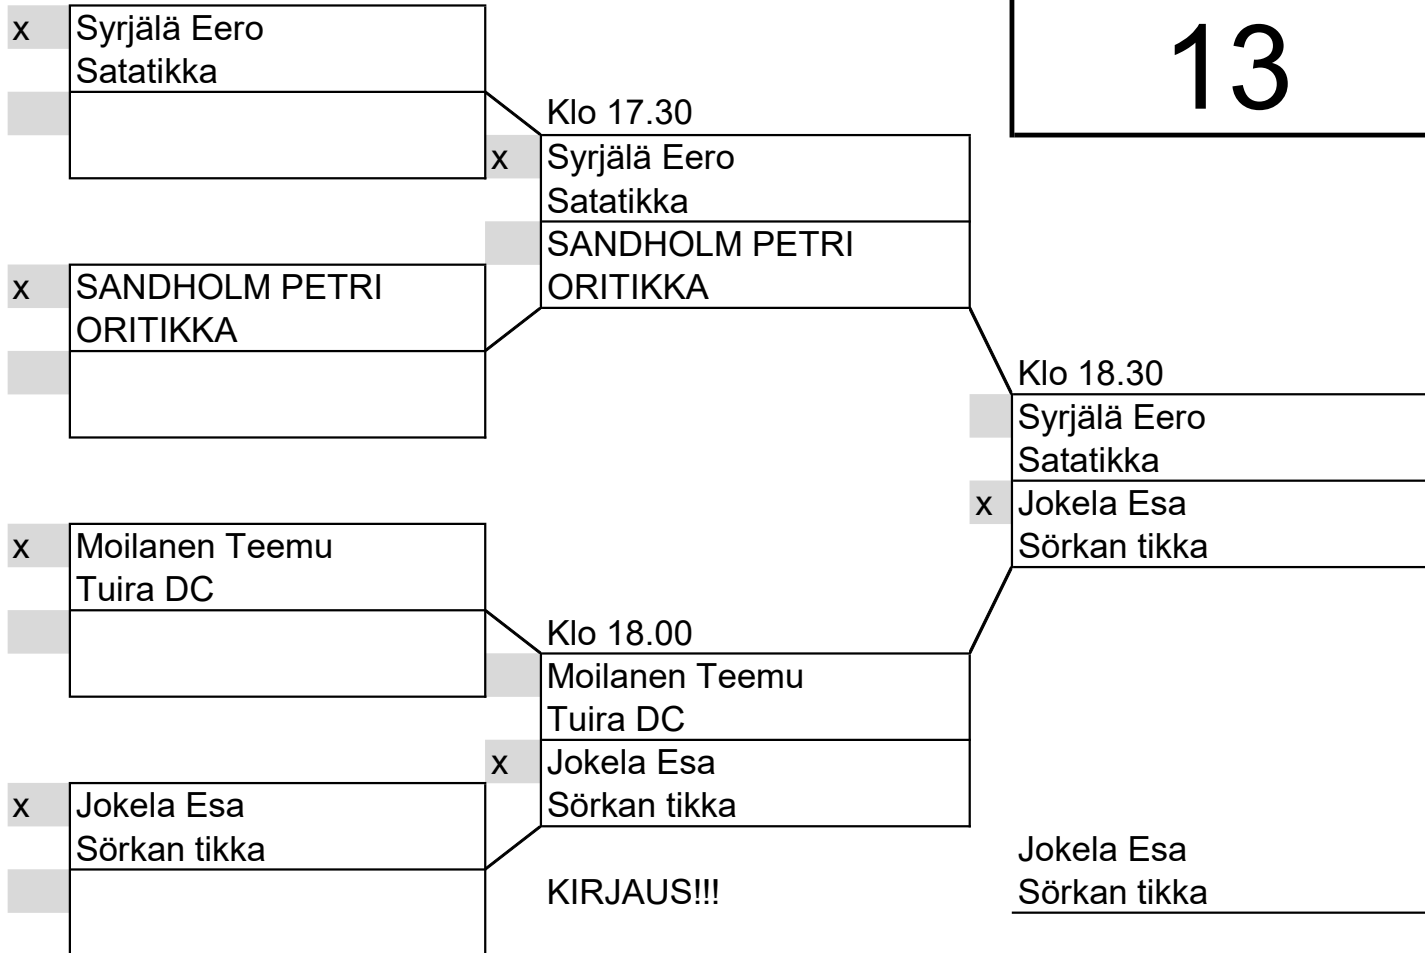 x Syrjälä Eero
Satatikka
13
Klo 17.30
x Syrjälä Eero
Satatikka
SANDHOLM PETRI
ORITIKKA
x SANDHOLM PETRI
ORITIKKA
Klo 18.30
Syrjälä Eero
Satatikka
x Jokela Esa
Sörkan tikka
x Moilanen Teemu
Tuira DC
Klo 18.00
Moilanen Teemu
Tuira DC
x Jokela Esa
Sörkan tikka
x Jokela Esa
Sörkan tikka
KIRJAUS!!!
Jokela Esa
Sörkan tikka